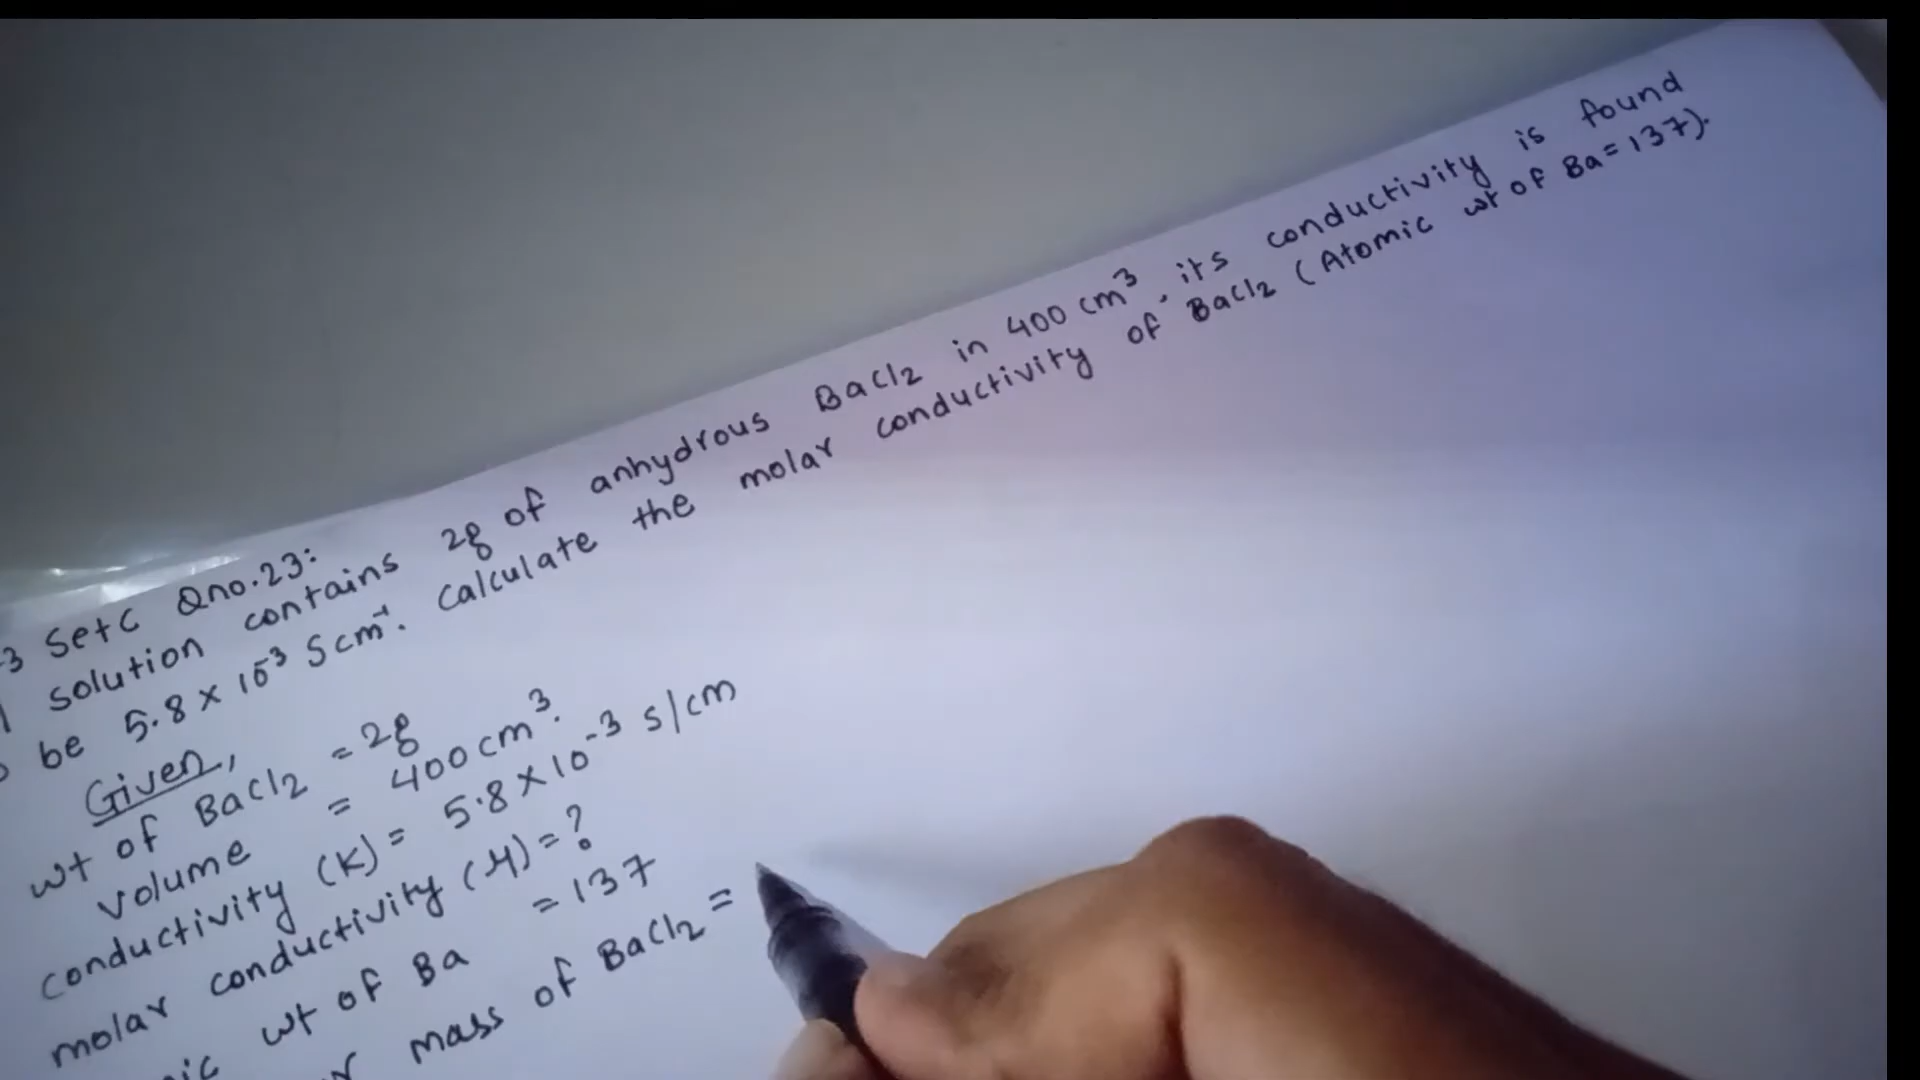 3 Set C Qno.23:
solution contains 2g of anhydrous BaCl2 in 400 cm³, its conductivity is found
be 5.8 × 10⁻³ S cm⁻¹. Calculate the molar conductivity of BaCl2 (Atomic wt of Ba = 137).
Given,
wt of BaCl2 = 2g
volume = 400 cm³.
conductivity (K) = 5.8 × 10⁻³ s/cm
molar conductivity (M) = ?
wt of Ba = 137
mass of BaCl2 =